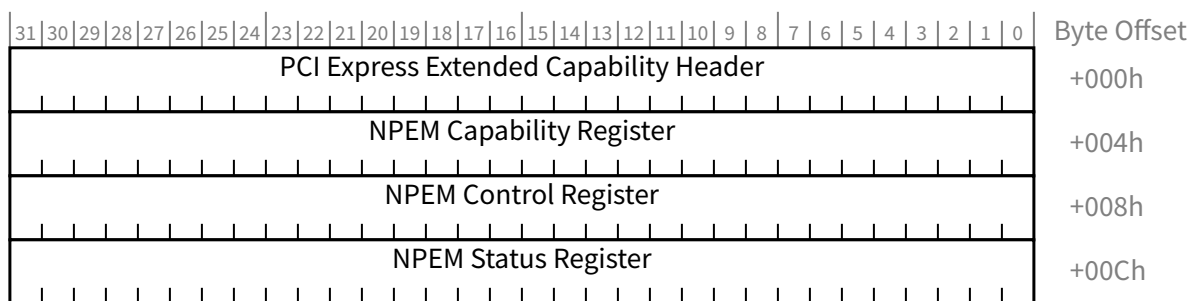 31 30 29 28 27 26 25 24 23 22 21 20 19 18 17 16 15 14 13 12 11 10 9 8 7 6 5 4 3 2 1 0 Byte Offset
PCI Express Extended Capability Header +000h
NPEM Capability Register +004h
NPEM Control Register +008h
NPEM Status Register +00Ch